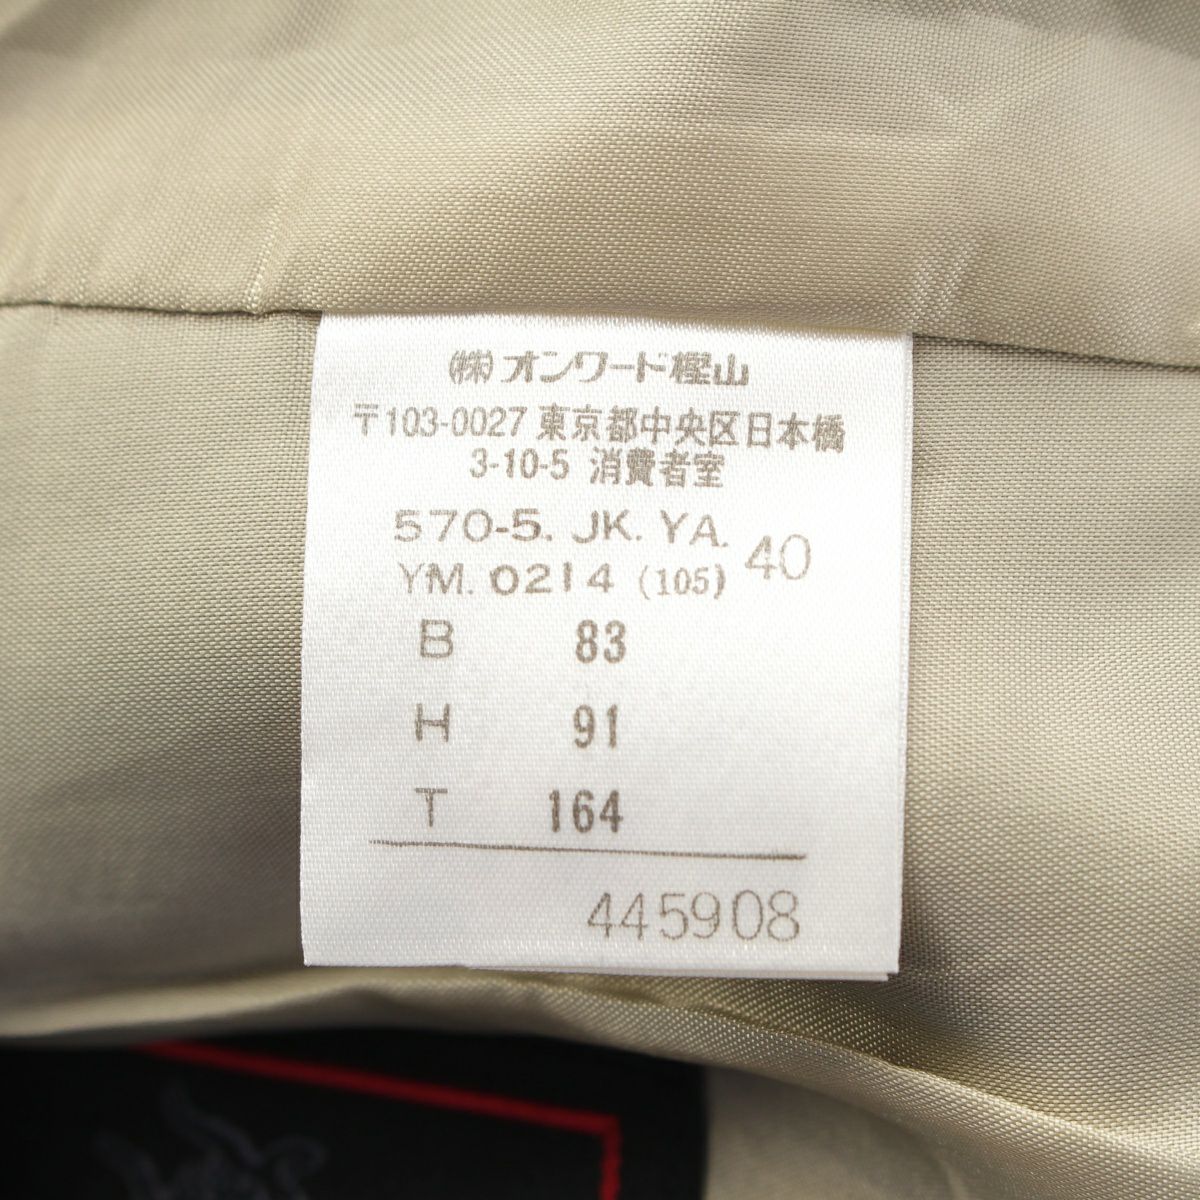 (株)オンワード樫山
〒103-0027 東京都中央区日本橋
3-10-5 消費者室
570-5. JK. YA. 40
YM. 0214 (105)
B 83
H 91
T 164
445908